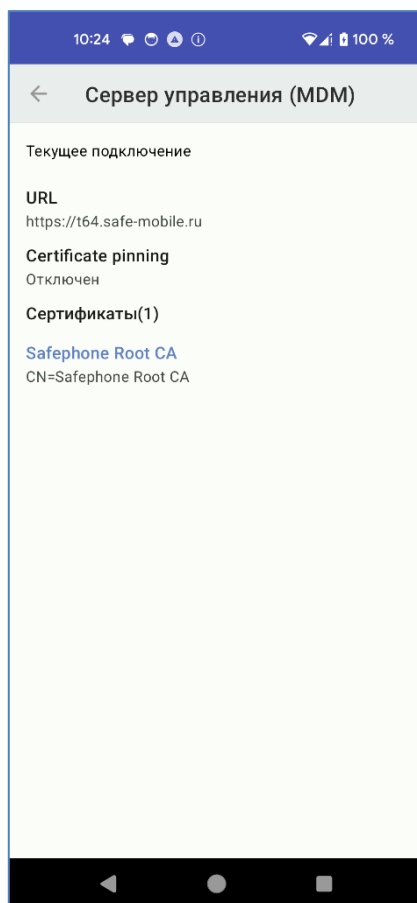 10:24 100 %
Сервер управления (MDM)
Текущее подключение
URL
https://t64.safe-mobile.ru
Certificate pinning
Отключен
Сертификаты(1)
Safephone Root CA
CN=Safephone Root CA